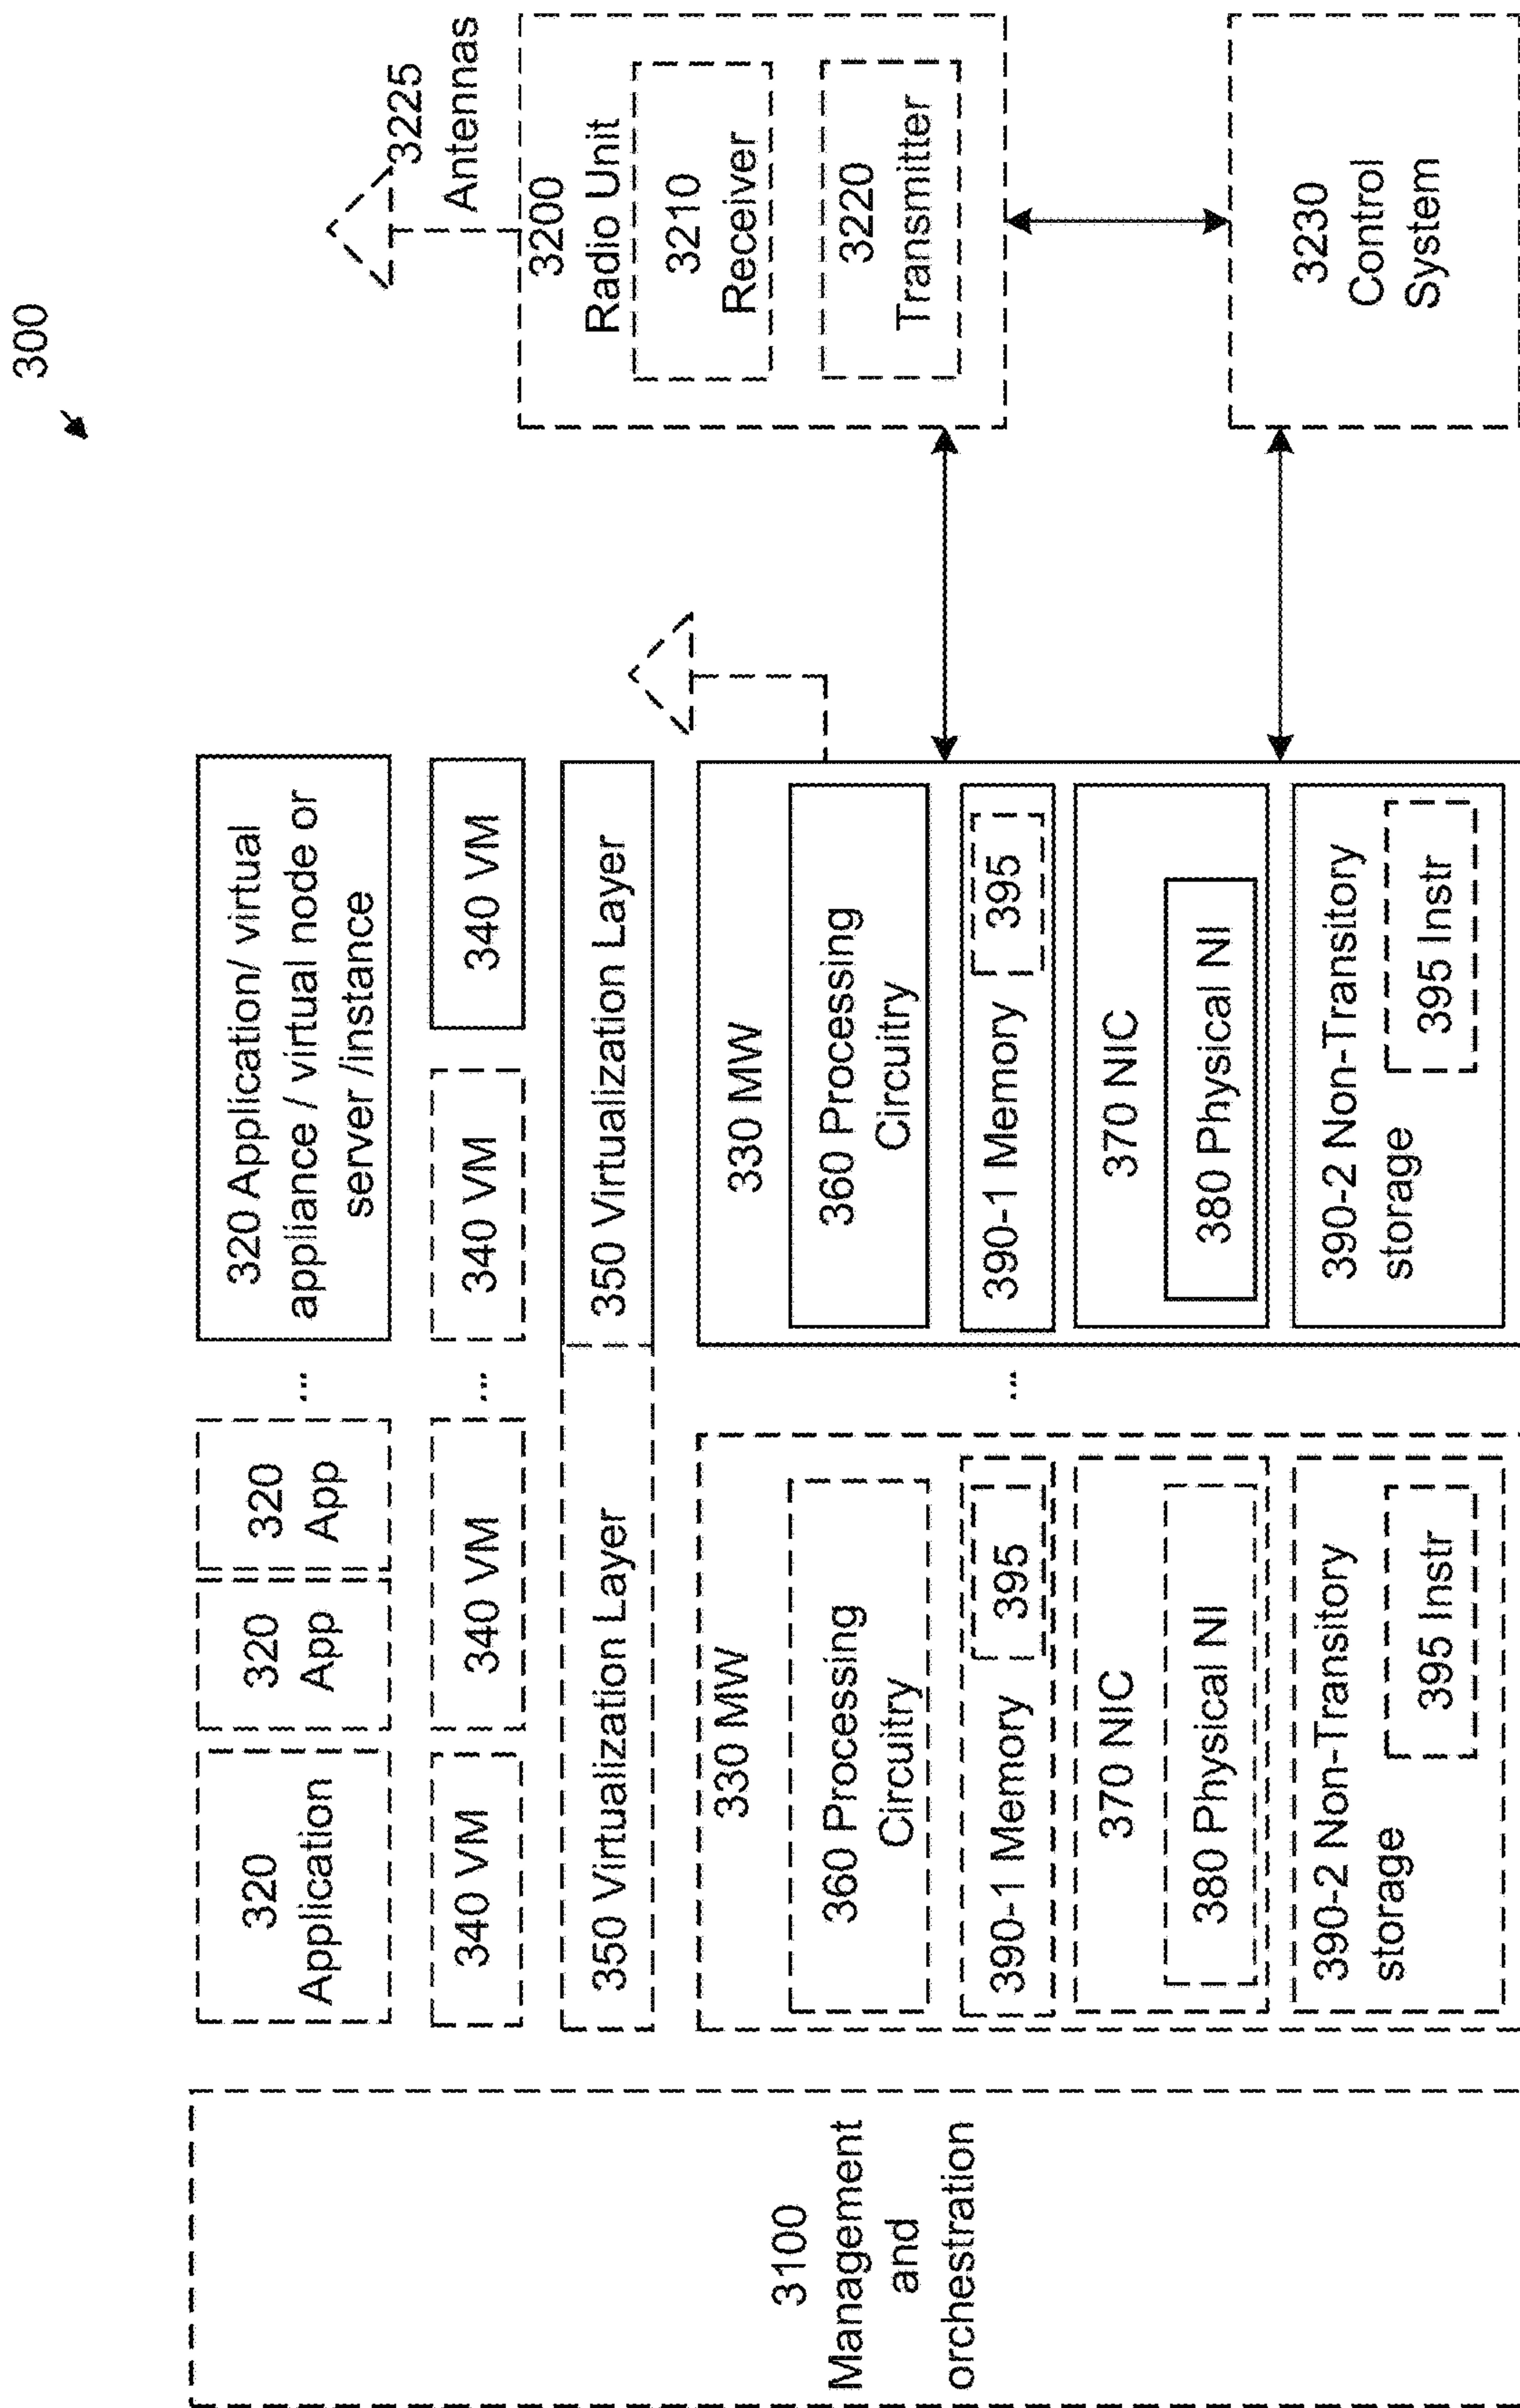 300
320
Application
320
App
320
App
...
320 Application/ virtual
appliance / virtual node or
server /instance
3225
Antennas
340 VM
340 VM
...
340 VM
340 VM
350 Virtualization Layer
350 Virtualization Layer
3100
Management
and
orchestration
330 MW
360 Processing
Circuitry
390-1 Memory
395
370 NIC
380 Physical NI
390-2 Non-Transitory
storage
395 Instr
...
330 MW
360 Processing
Circuitry
390-1 Memory
395
370 NIC
380 Physical NI
390-2 Non-Transitory
storage
395 Instr
3200
Radio Unit
3210
Receiver
3220
Transmitter
3230
Control
System